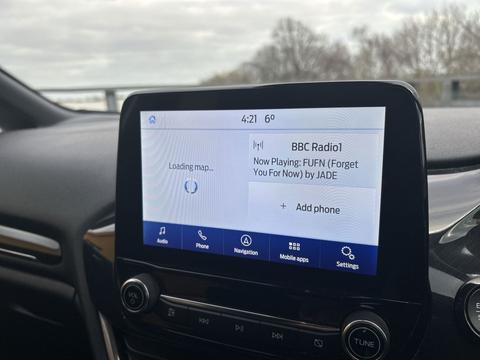 4:21 6°
BBC Radio1
Now Playing: FUFN (Forget
You For Now) by JADE
Loading map...
+ Add phone
Audio
Phone
Navigation
Mobile apps
Settings
VOL
TUNE